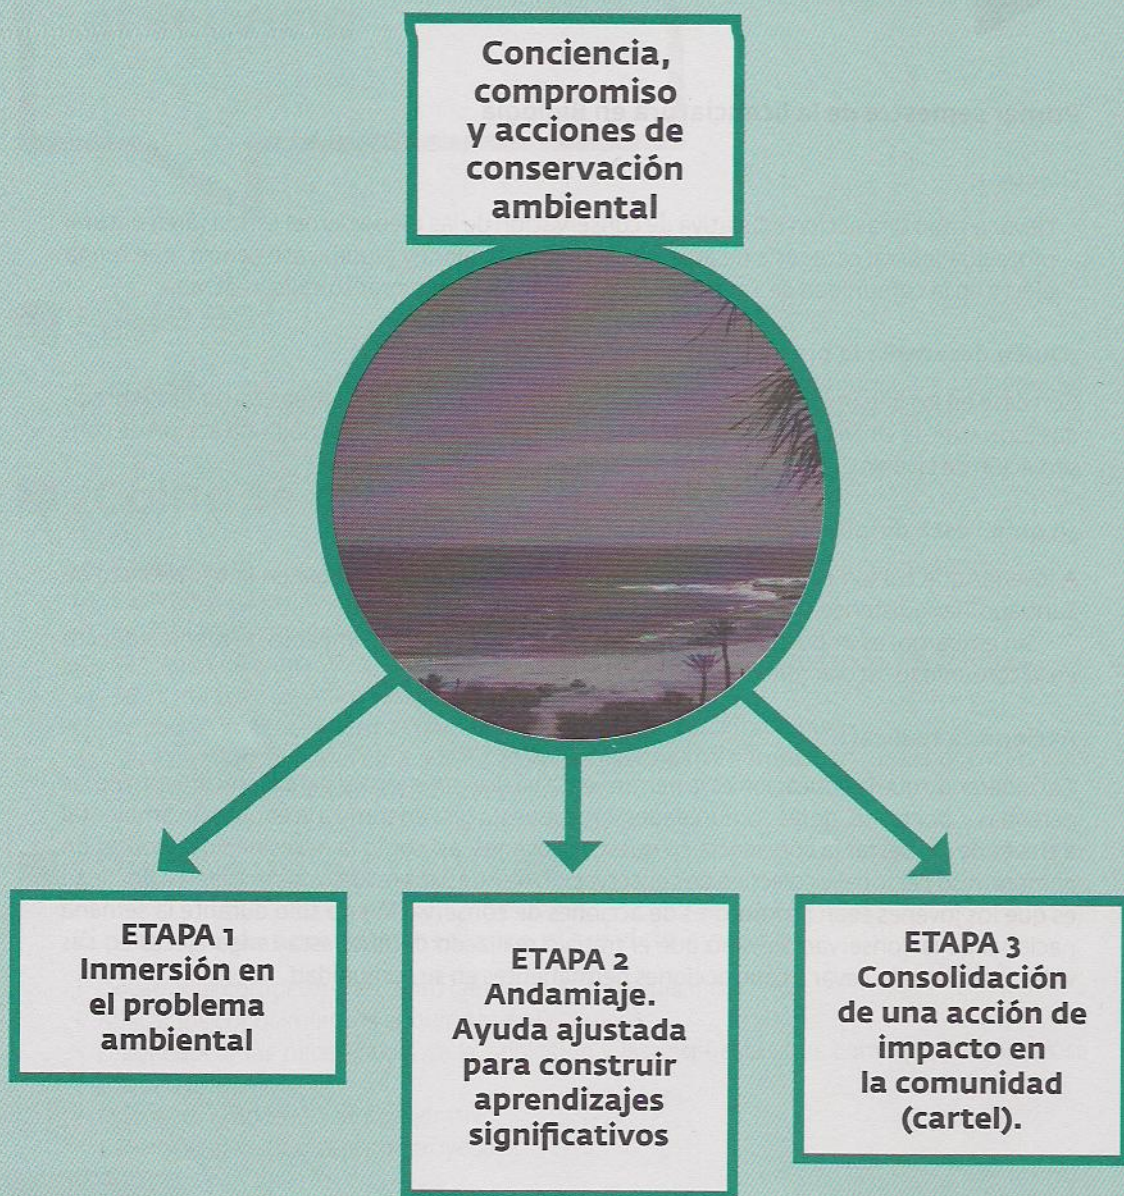 Conciencia,
compromiso
y acciones de
conservación
ambiental
ETAPA 1
Inmersión en
el problema
ambiental
ETAPA 2
Andamiaje.
Ayuda ajustada
para construir
aprendizajes
significativos
ETAPA 3
Consolidación
de una acción de
impacto en
la comunidad
(cartel).